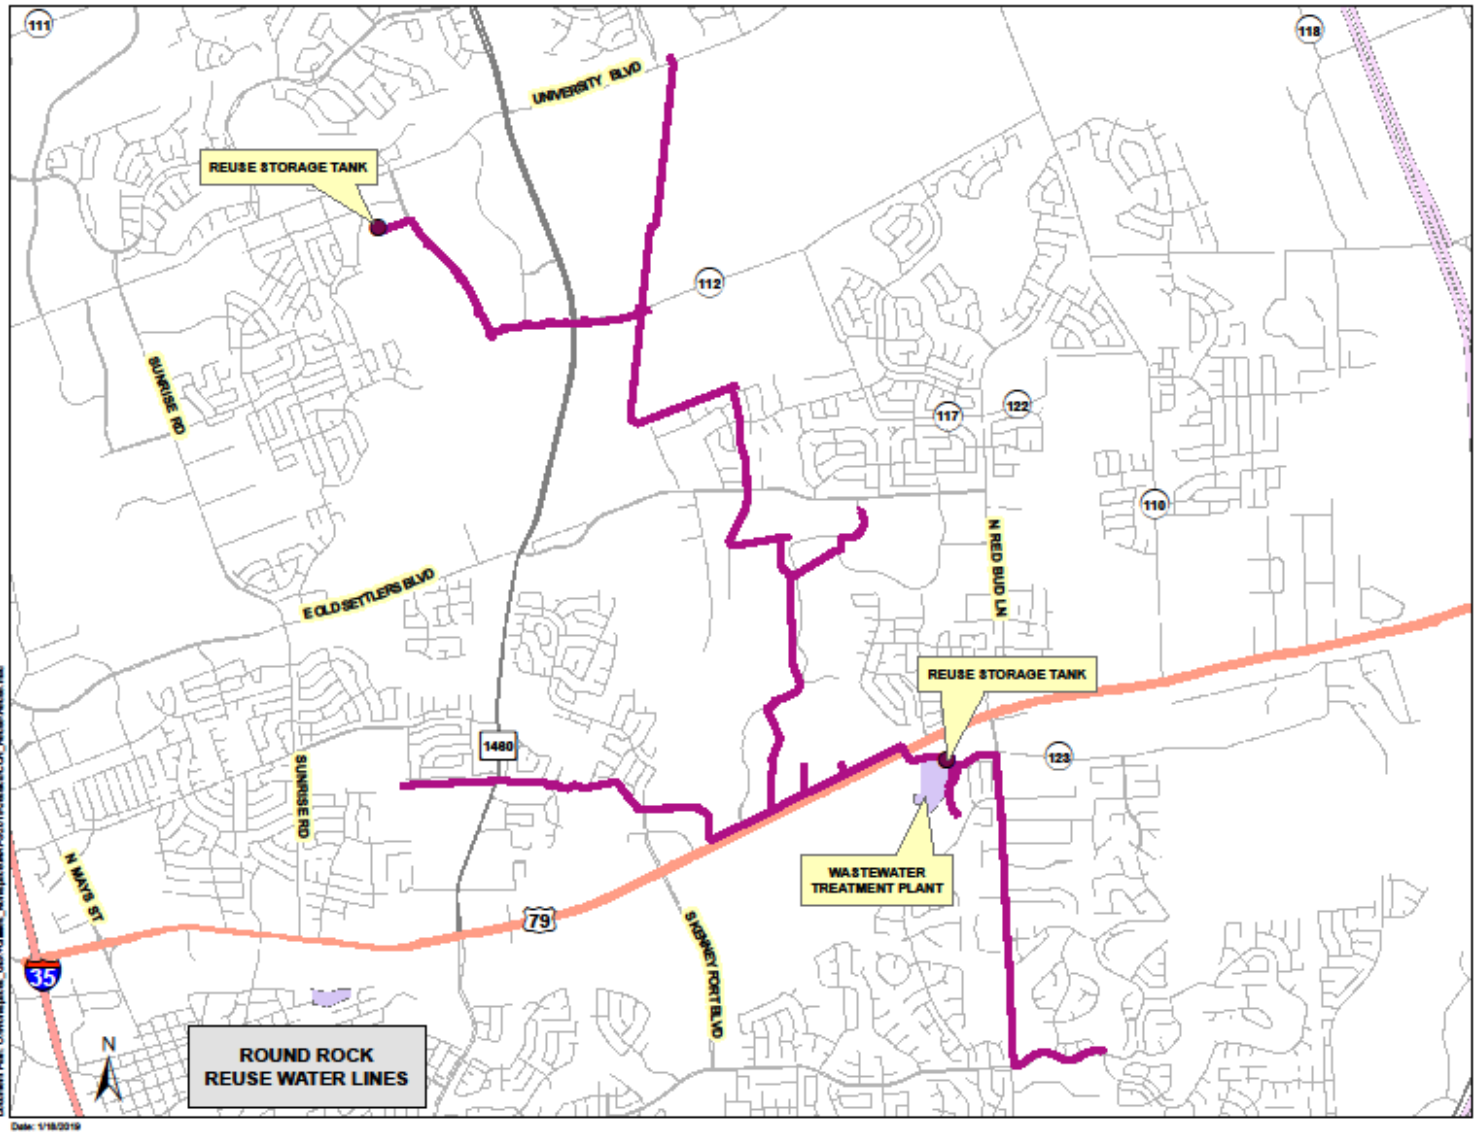 111
118
UNIVERSITY BLVD
REUSE STORAGE TANK
112
SUNRISE RD
117
122
110
N RED BUD LN
E OLD SETTLERS BLVD
REUSE STORAGE TANK
1460
123
SUNRISE RD
N MAYS ST
WASTEWATER
TREATMENT PLANT
79
S KENNEY FORT BLVD
35
N
ROUND ROCK
REUSE WATER LINES
Date: 1/18/2019